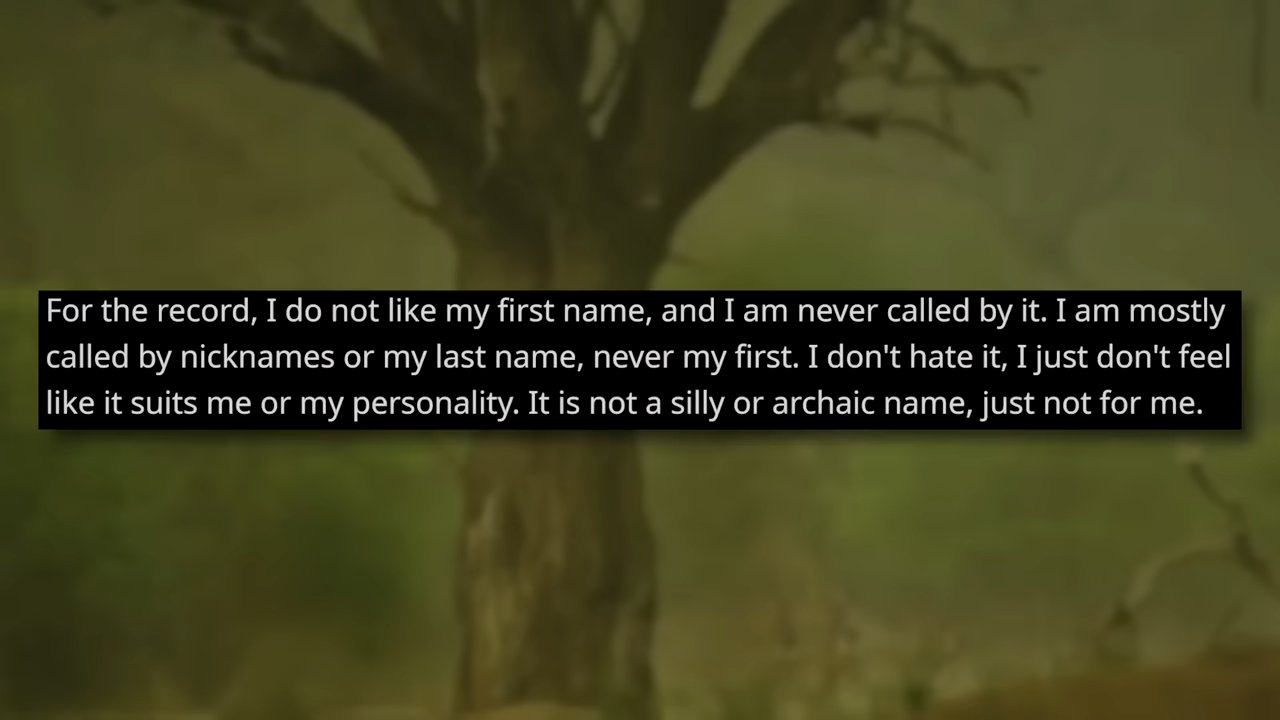 For the record, I do not like my first name, and I am never called by it. I am mostly
called by nicknames or my last name, never my first. I don't hate it, I just don't feel
like it suits me or my personality. It is not a silly or archaic name, just not for me.